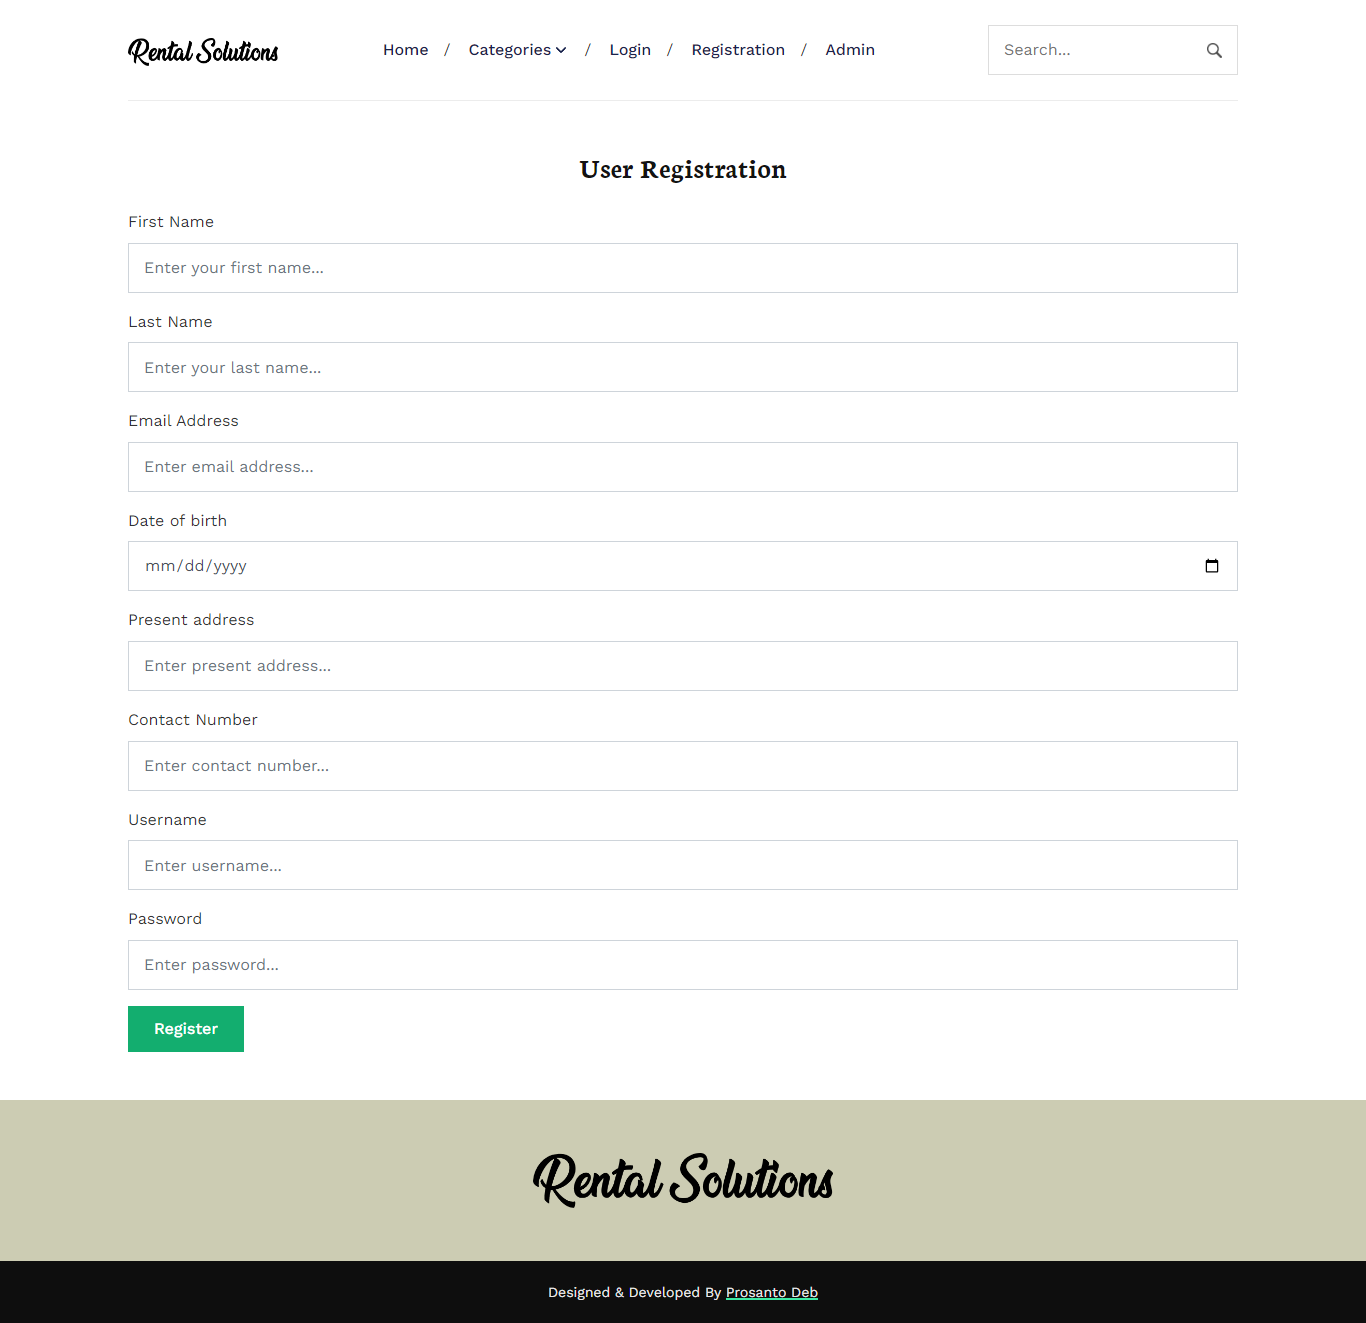 Rental Solutions
Home / Categories / Login / Registration / Admin
Search...
User Registration
First Name
Enter your first name...
Last Name
Enter your last name...
Email Address
Enter email address...
Date of birth
mm/dd/yyyy
Present address
Enter present address...
Contact Number
Enter contact number...
Username
Enter username...
Password
Enter password...
Register
Rental Solutions
Designed & Developed By Prosanto Deb